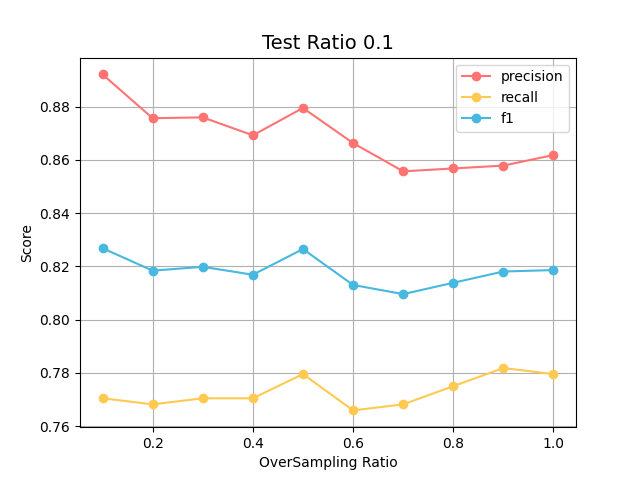 Test Ratio 0.1
precision
recall
f1
0.88
0.86
0.84
0.82
0.80
0.78
0.76
Score
0.2 0.4 0.6 0.8 1.0
OverSampling Ratio